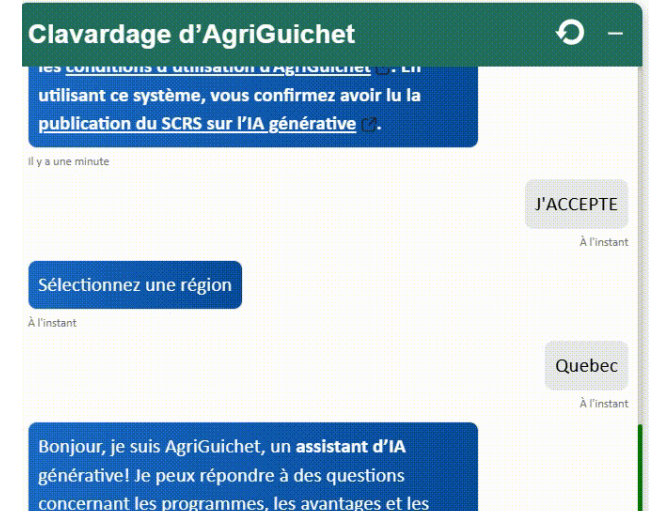 Clavardage d’AgriGuichet
les conditions d'utilisation d'AgriGuichet. En
utilisant ce système, vous confirmez avoir lu la
publication du SCRS sur l’IA générative.
Il y a une minute
J'ACCEPTE
À l'instant
Sélectionnez une région
À l'instant
Quebec
À l'instant
Bonjour, je suis AgriGuichet, un assistant d’IA
générative! Je peux répondre à des questions
concernant les programmes, les avantages et les